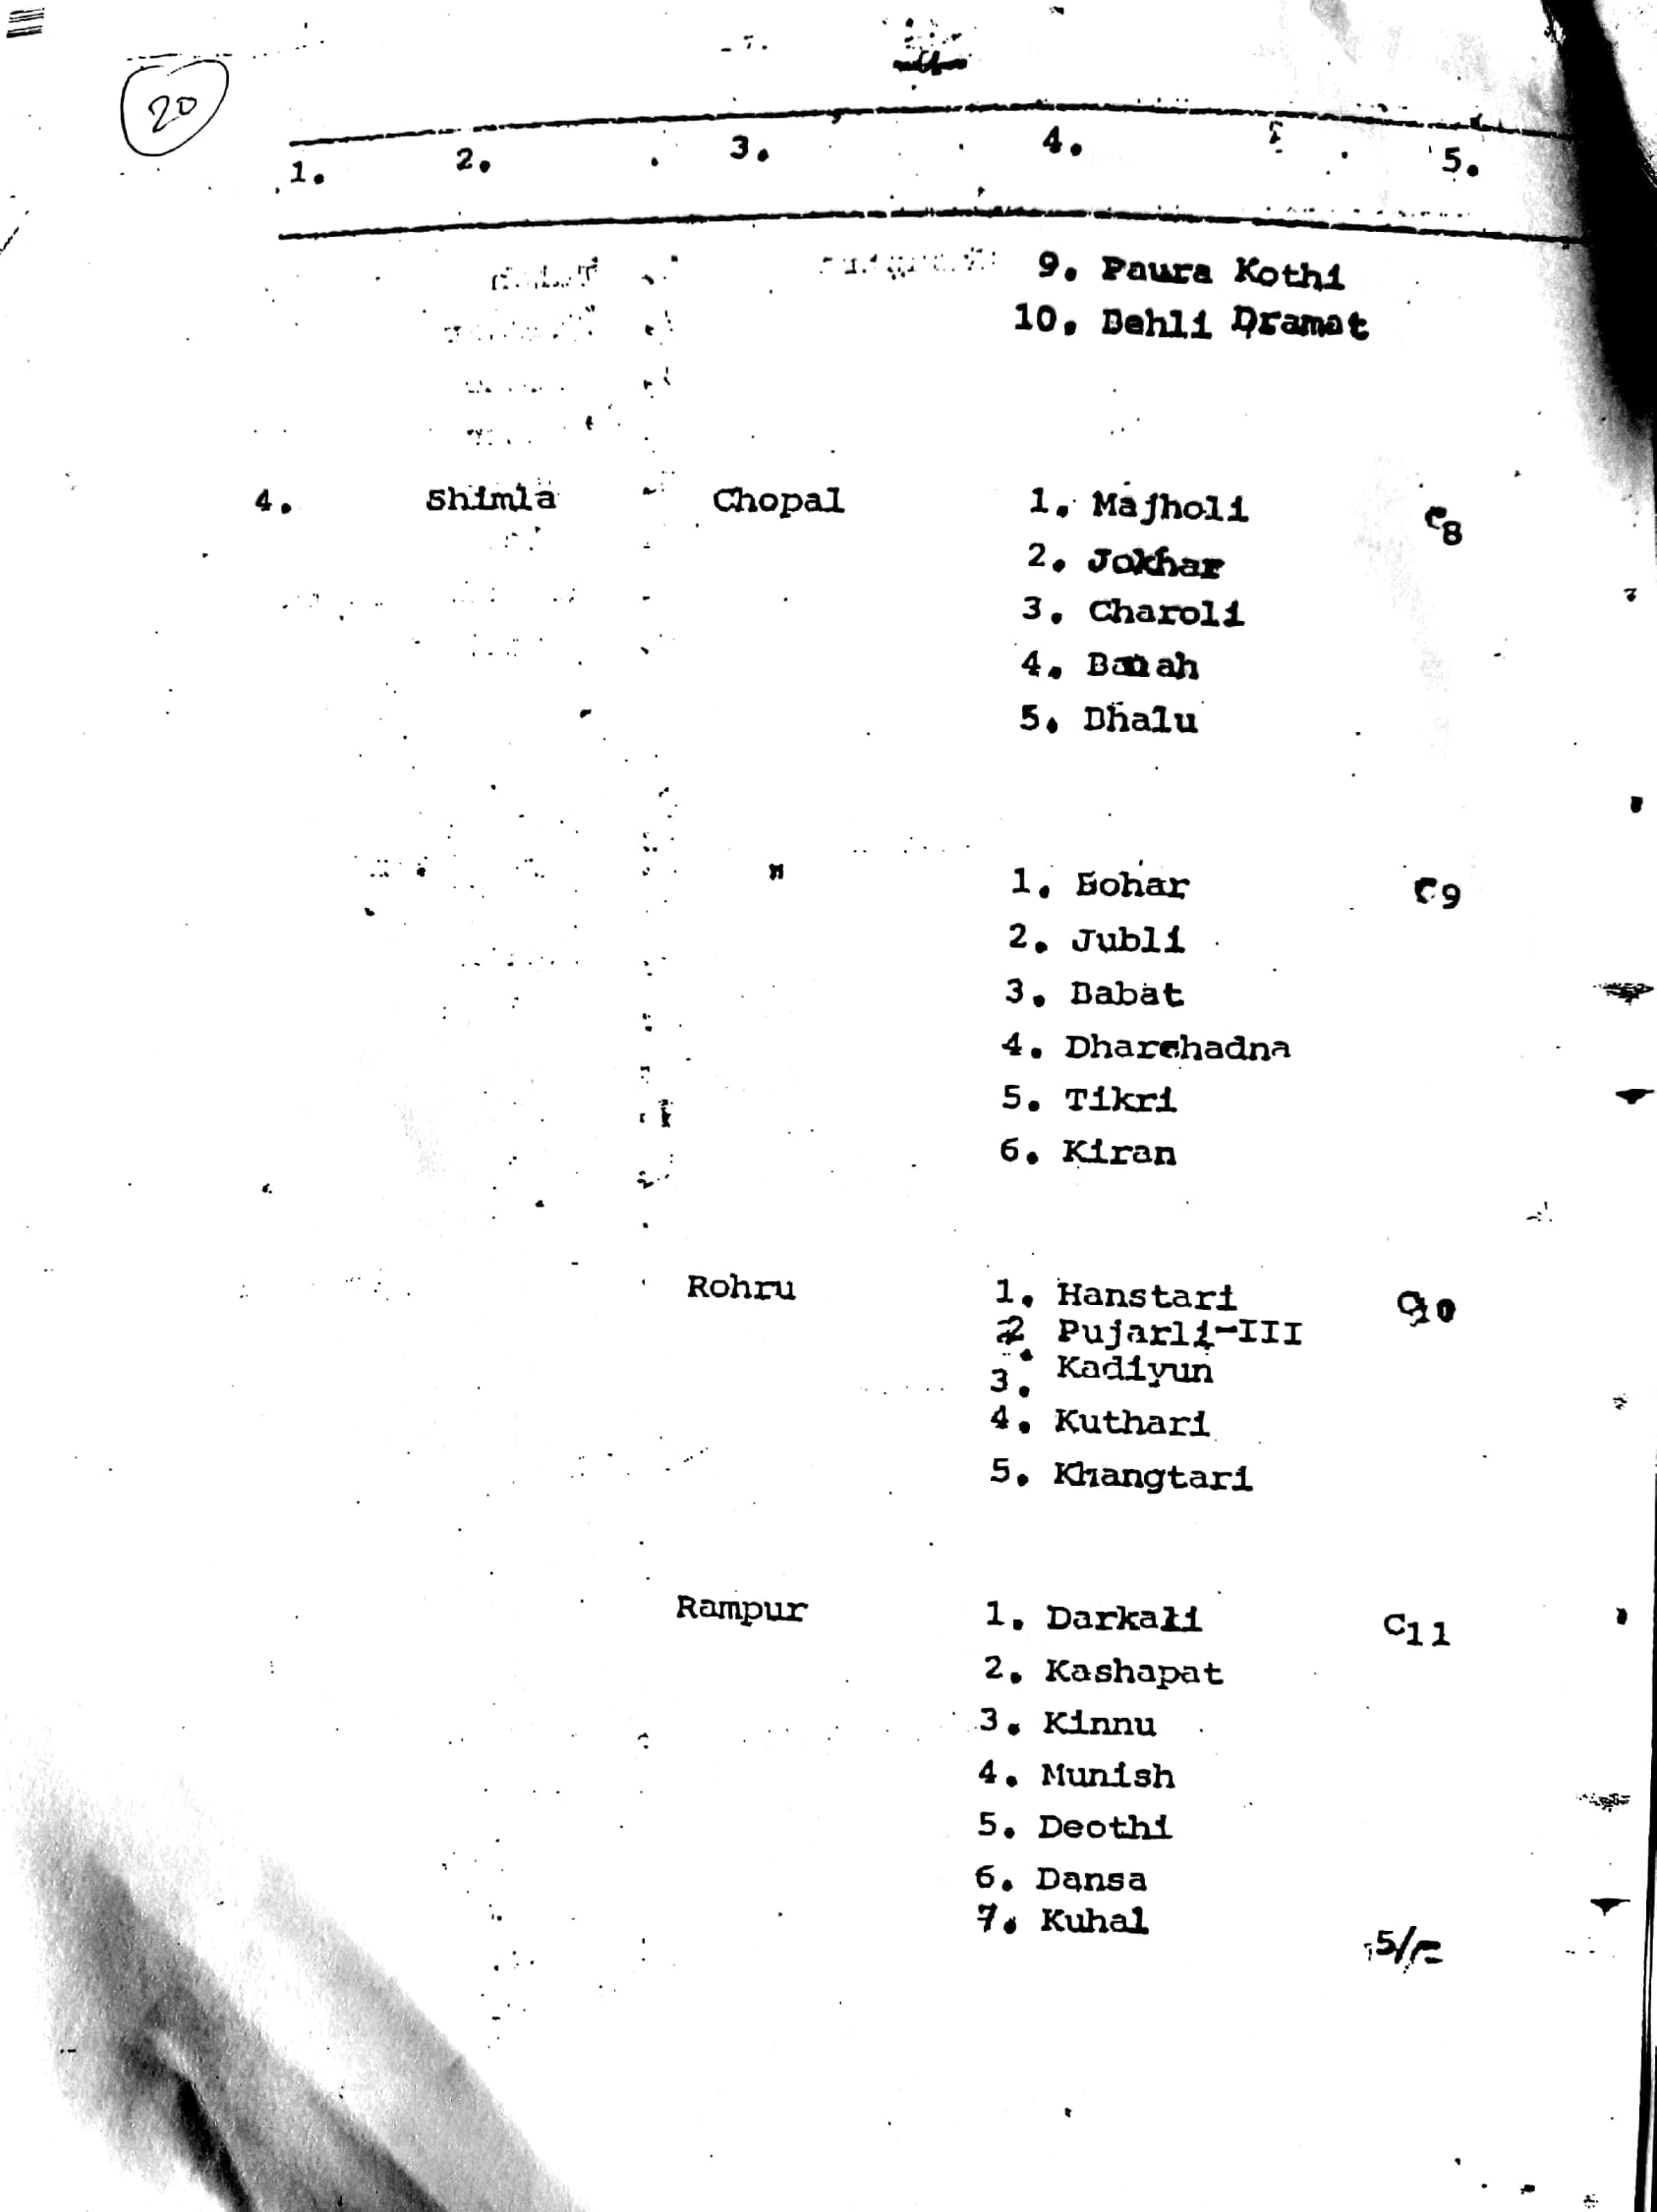 20
1. 2. 3. 4. 5.
9. Paura Kothi
10. Dehli Dramat
4. Shimla Chopal 1. Majholi C8
2. Jokhar
3. Charoli
4. Banah
5. Dhalu
" 1. Bohar C9
2. Jubli
3. Babat
4. Dharchadna
5. Tikri
6. Kiran
Rohru 1. Hanstari C10
2 Pujarli-III
3. Kadiyun
4. Kuthari
5. Khangtari
Rampur 1. Darkali C11
2. Kashapat
3. Kinnu
4. Munish
5. Deothi
6. Dansa
7. Kuhal